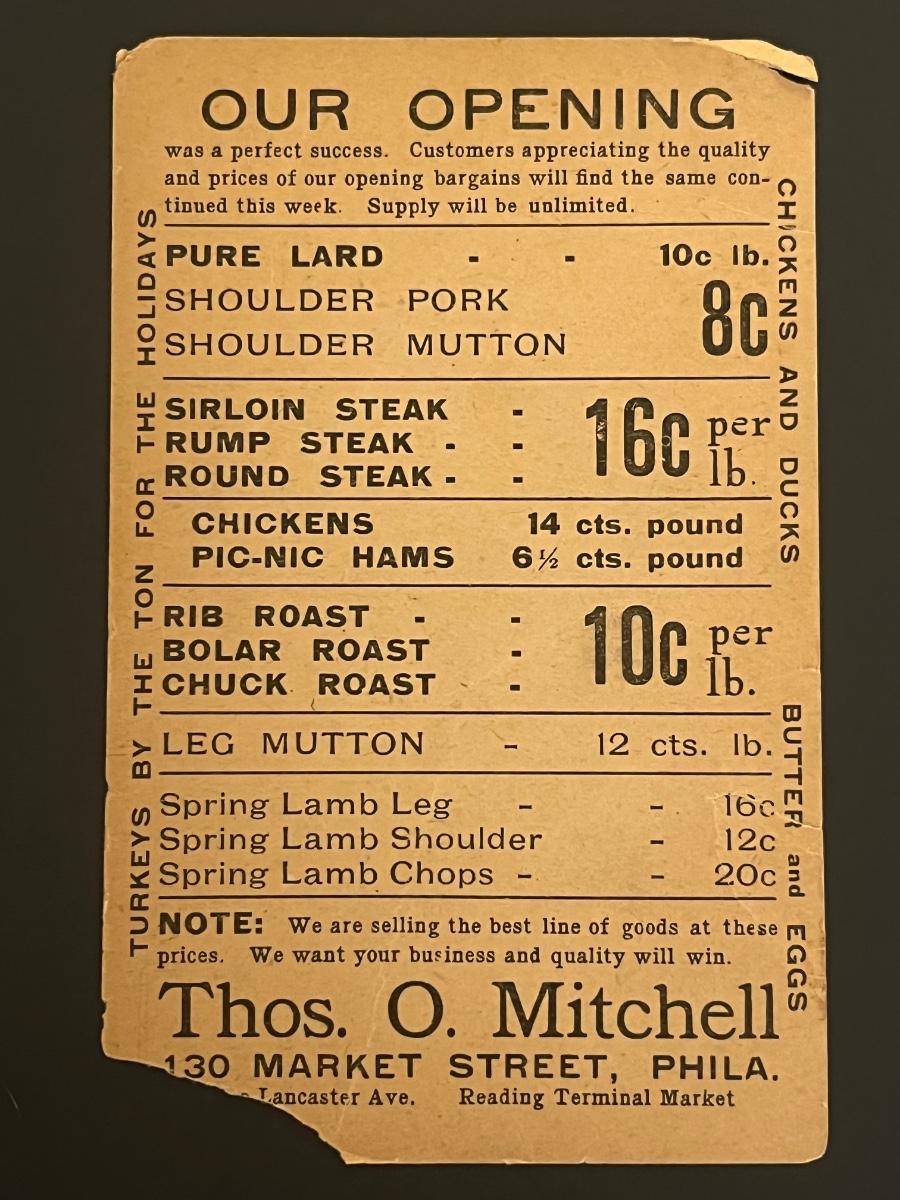 OUR OPENING
was a perfect success. Customers appreciating the quality
and prices of our opening bargains will find the same con-
tinued this week. Supply will be unlimited.
PURE LARD - - 10c lb.
SHOULDER PORK
SHOULDER MUTTON
8c
SIRLOIN STEAK -
RUMP STEAK - -
ROUND STEAK - -
16c per lb.
CHICKENS 14 cts. pound
PIC-NIC HAMS 6½ cts. pound
RIB ROAST - -
BOLAR ROAST -
CHUCK ROAST -
10c per lb.
LEG MUTTON - 12 cts. lb.
Spring Lamb Leg - - 16c
Spring Lamb Shoulder - 12c
Spring Lamb Chops - - 20c
NOTE: We are selling the best line of goods at these
prices. We want your business and quality will win.
Thos. O. Mitchell
130 MARKET STREET, PHILA.
Lancaster Ave. Reading Terminal Market
TURKEYS BY THE TON FOR THE HOLIDAYS
CHICKENS AND DUCKS BUTTER and EGGS